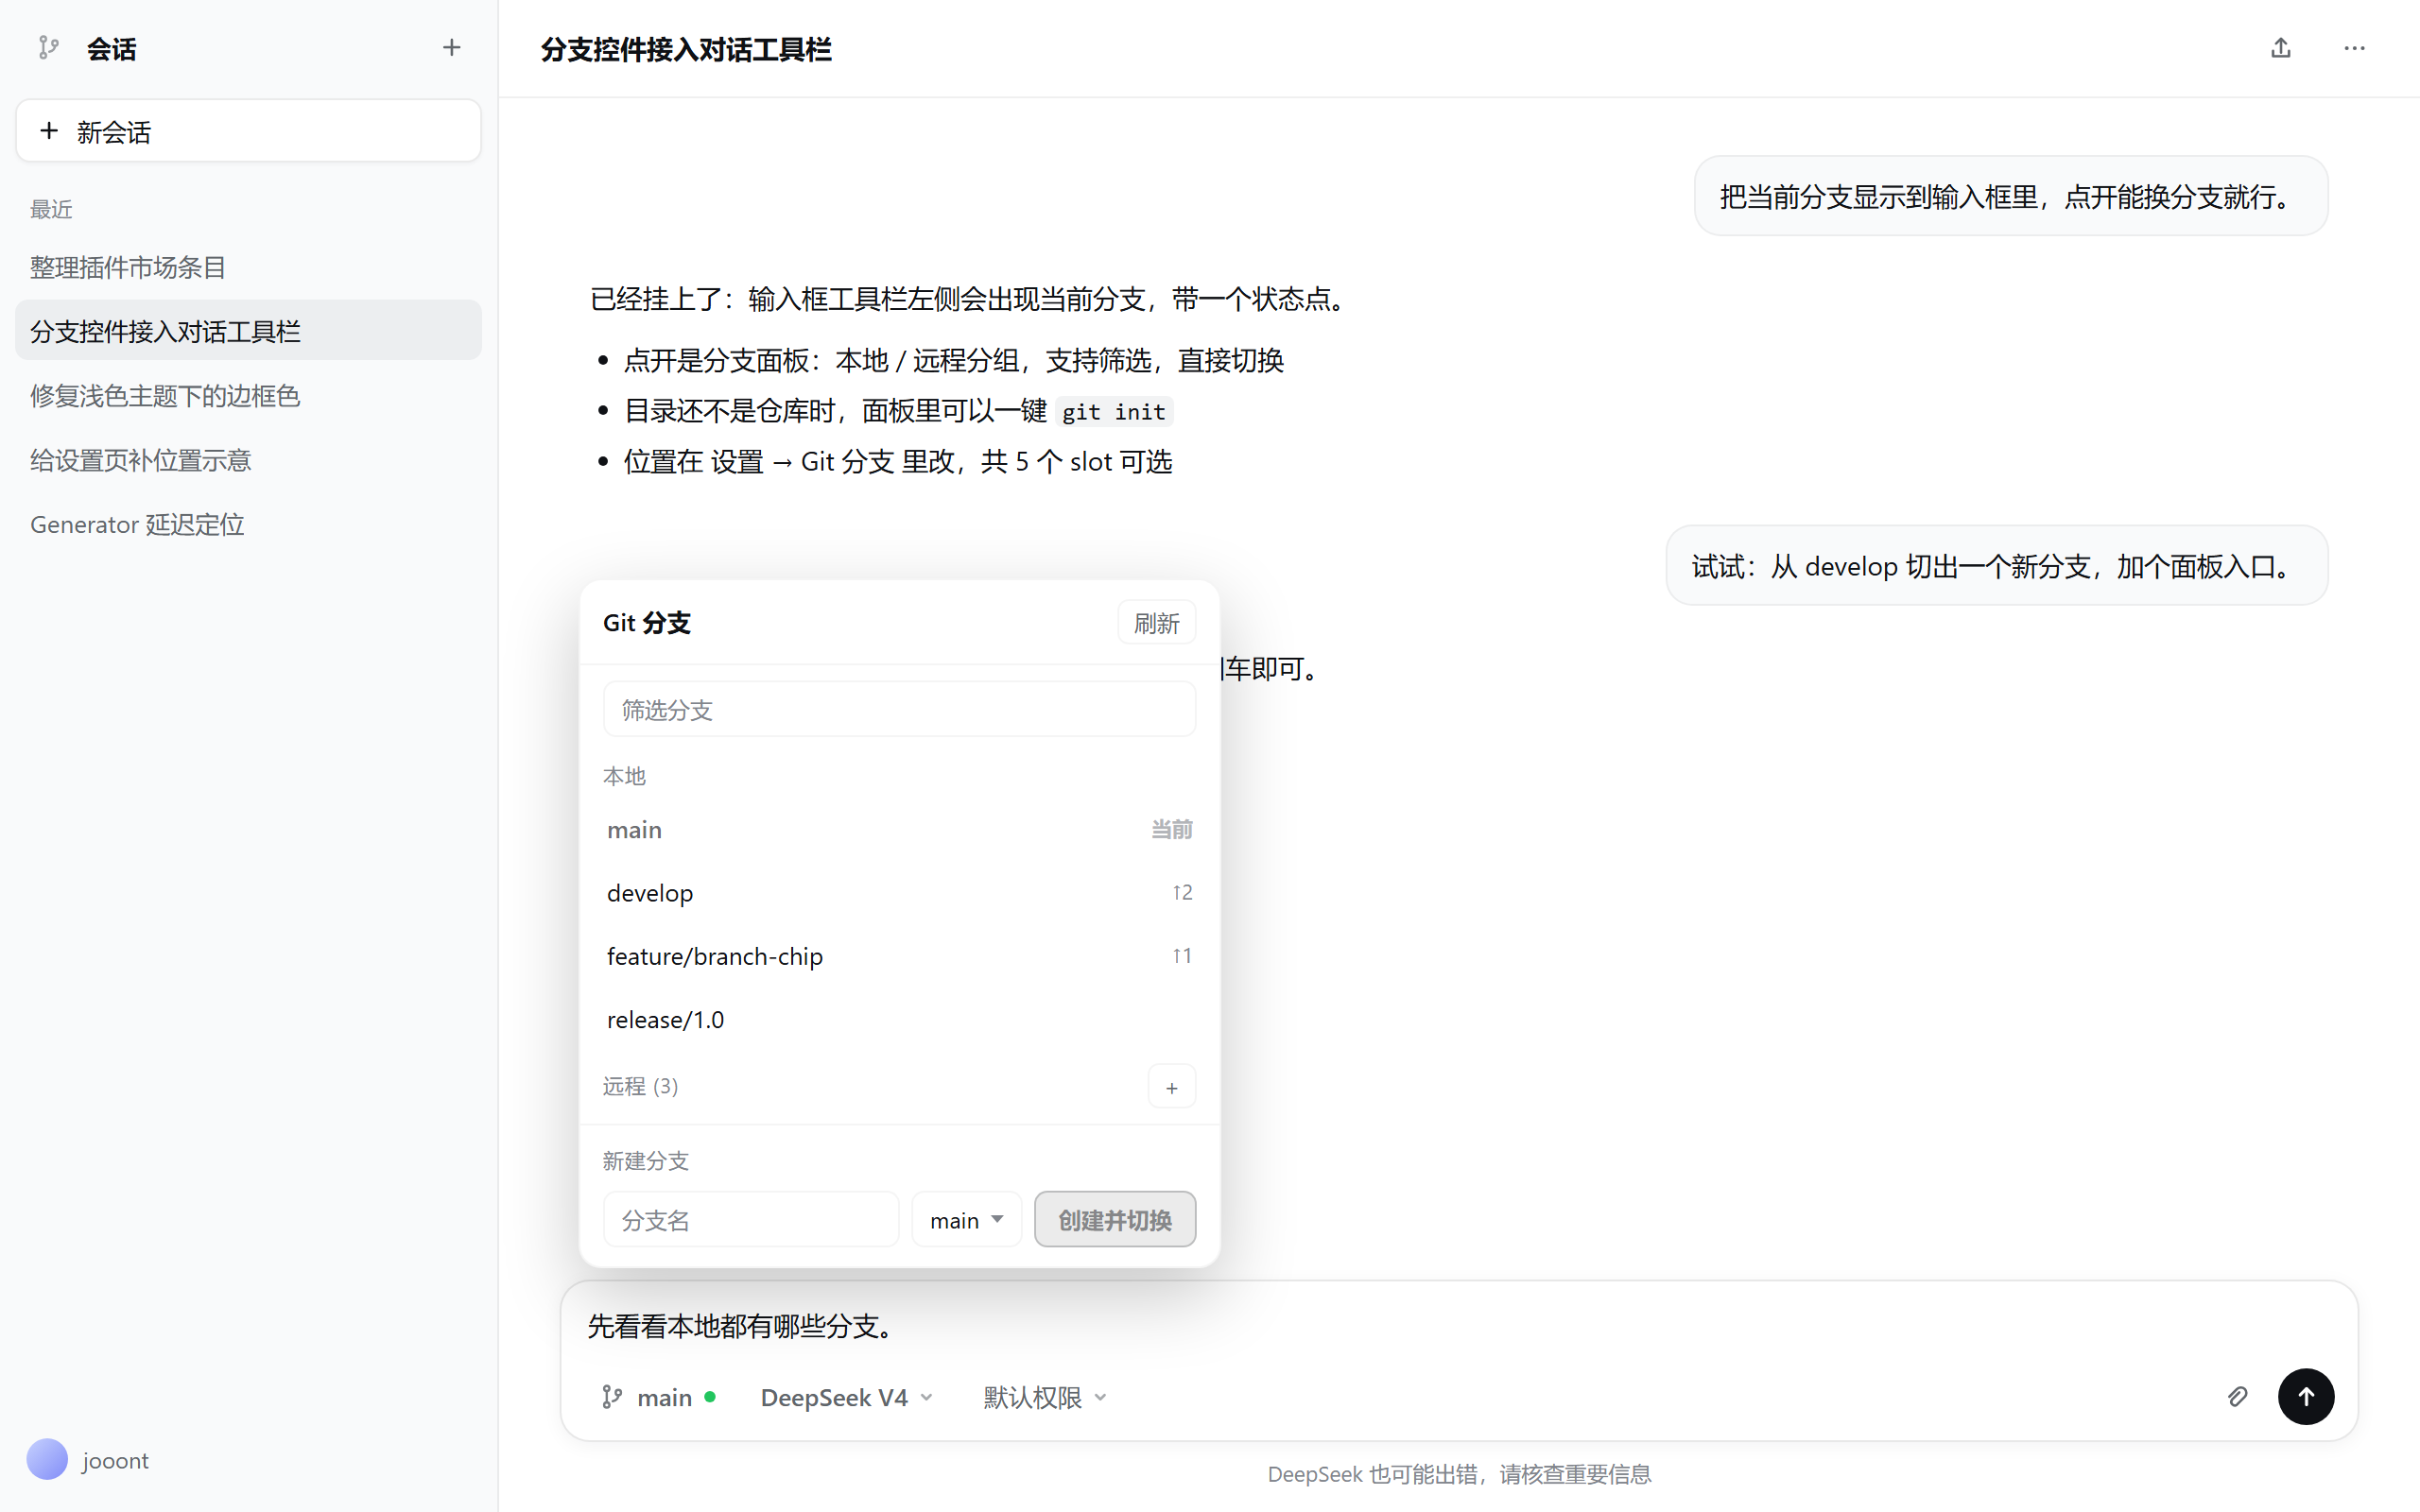 会话
新会话
最近
整理插件市场条目
分支控件接入对话工具栏
修复浅色主题下的边框色
给设置页补位置示意
Generator 延迟定位
jooont
分支控件接入对话工具栏
把当前分支显示到输入框里，点开能换分支就行。
已经挂上了：输入框工具栏左侧会出现当前分支，带一个状态点。
• 点开是分支面板：本地 / 远程分组，支持筛选，直接切换
• 目录还不是仓库时，面板里可以一键 git init
• 位置在 设置 → Git 分支 里改，共 5 个 slot 可选
试试：从 develop 切出一个新分支，加个面板入口。
车即可。
Git 分支 刷新
筛选分支
本地
main 当前
develop ↑2
feature/branch-chip ↑1
release/1.0
远程 (3) +
新建分支
分支名 main 创建并切换
先看看本地都有哪些分支。
main DeepSeek V4 默认权限
DeepSeek 也可能出错，请核查重要信息